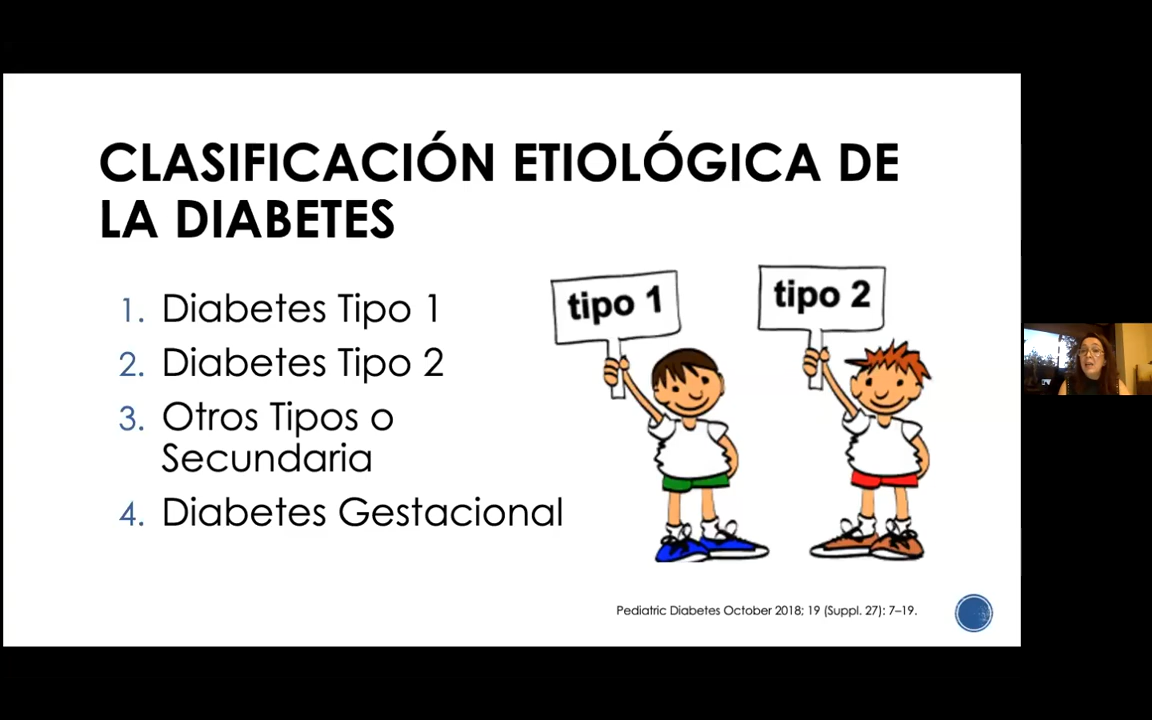 CLASIFICACIÓN ETIOLÓGICA DE
LA DIABETES
1. Diabetes Tipo 1
2. Diabetes Tipo 2
3. Otros Tipos o
Secundaria
4. Diabetes Gestacional
tipo 1
tipo 2
Pediatric Diabetes October 2018; 19 (Suppl. 27): 7–19.